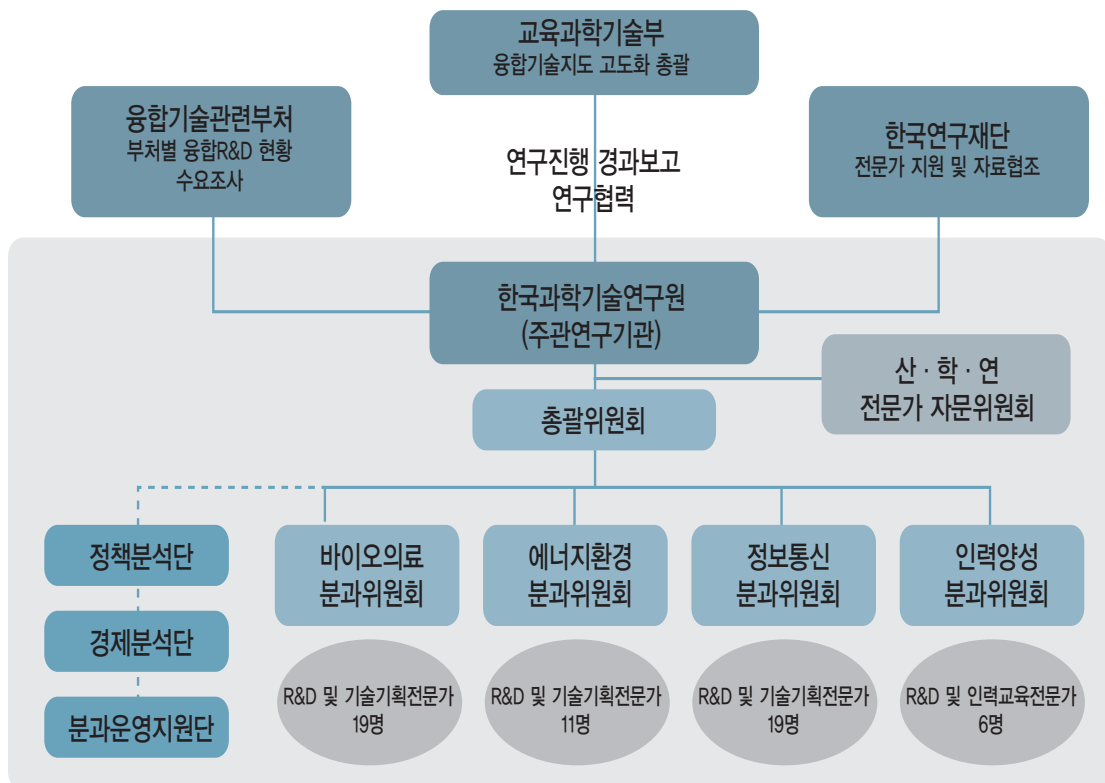 교육과학기술부
융합기술지도 고도화 총괄
융합기술관련부처
부처별 융합R&D 현황
수요조사
연구진행 경과보고
연구협력
한국연구재단
전문가 지원 및 자료협조
한국과학기술연구원
(주관연구기관)
산 · 학 · 연
전문가 자문위원회
총괄위원회
정책분석단
경제분석단
분과운영지원단
바이오의료
분과위원회
에너지환경
분과위원회
정보통신
분과위원회
인력양성
분과위원회
R&D 및 기술기획전문가
19명
R&D 및 기술기획전문가
11명
R&D 및 기술기획전문가
19명
R&D 및 인력교육전문가
6명